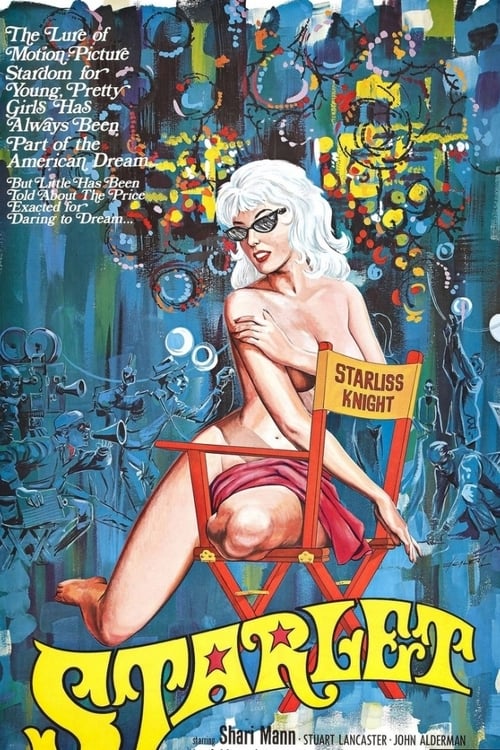 The Lure of
Motion Picture
Stardom for
Young, Pretty
Girls Has
Always Been
Part of the
American Dream.
But Little Has Been
Told About The Price
Exacted for
Daring to Dream...
STARLISS
KNIGHT
STARLET
starring Shari Mann · STUART LANCASTER · JOHN ALDERMAN